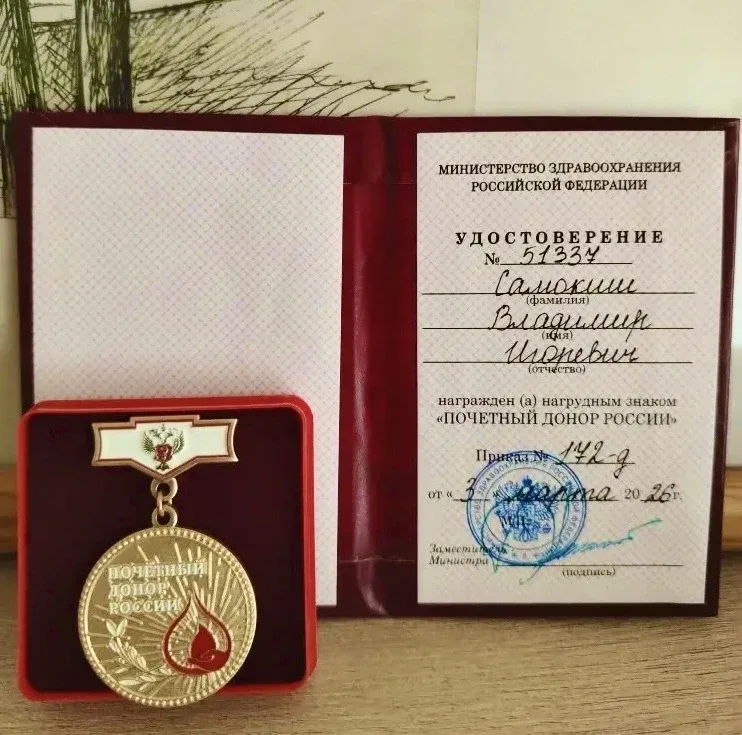 МИНИСТЕРСТВО ЗДРАВООХРАНЕНИЯ
РОССИЙСКОЙ ФЕДЕРАЦИИ
УДОСТОВЕРЕНИЕ
№ 51337
Самокиш
(фамилия)
Владимир
(имя)
Игоревич
(отчество)
награжден (а) нагрудным знаком
«ПОЧЕТНЫЙ ДОНОР РОССИИ»
Приказ № 172-д
от « 3 » марта 2026г.
М.П.
Заместитель
Министра
(подпись)
ПОЧЕТНЫЙ
ДОНОР
РОССИИ